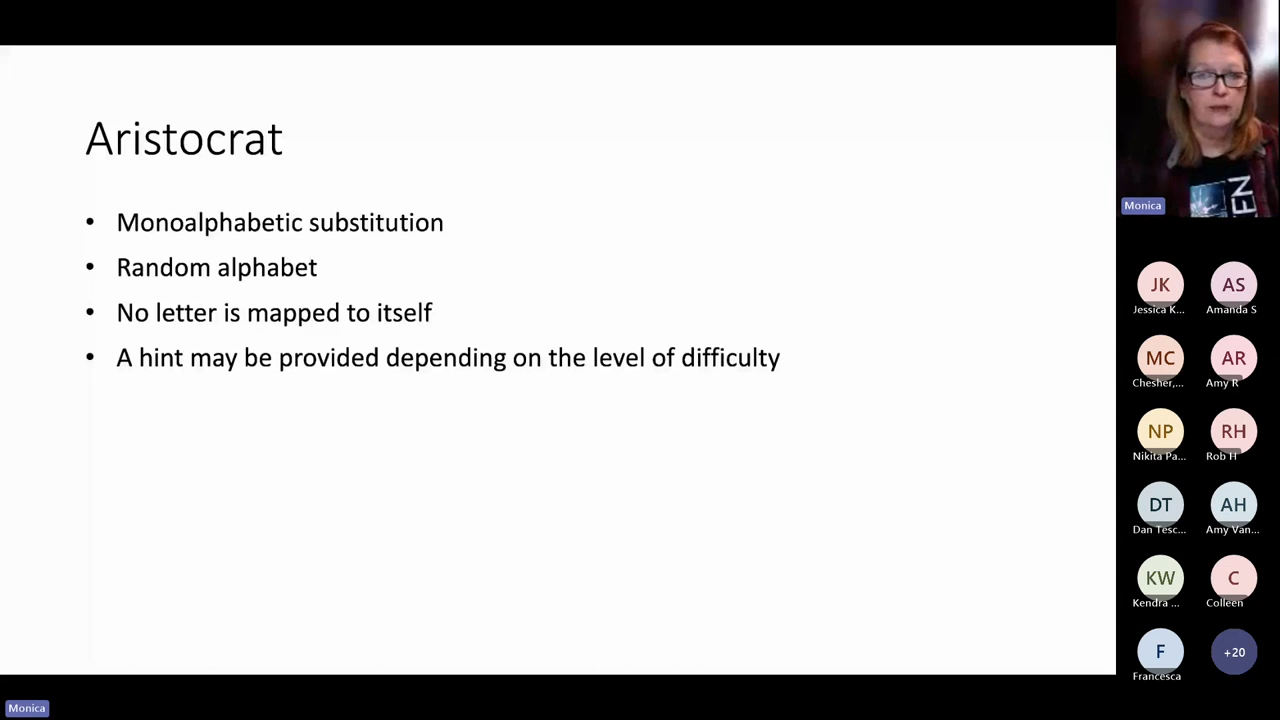 Aristocrat
• Monoalphabetic substitution
• Random alphabet
• No letter is mapped to itself
• A hint may be provided depending on the level of difficulty
Monica
JK
AS
Jessica K...
Amanda S
MC
AR
Chesher,...
Amy R
NP
RH
Nikita Pa...
Rob H
DT
AH
Dan Tesc...
Amy Van...
KW
C
Kendra ...
Colleen
F
+20
Francesca
Monica